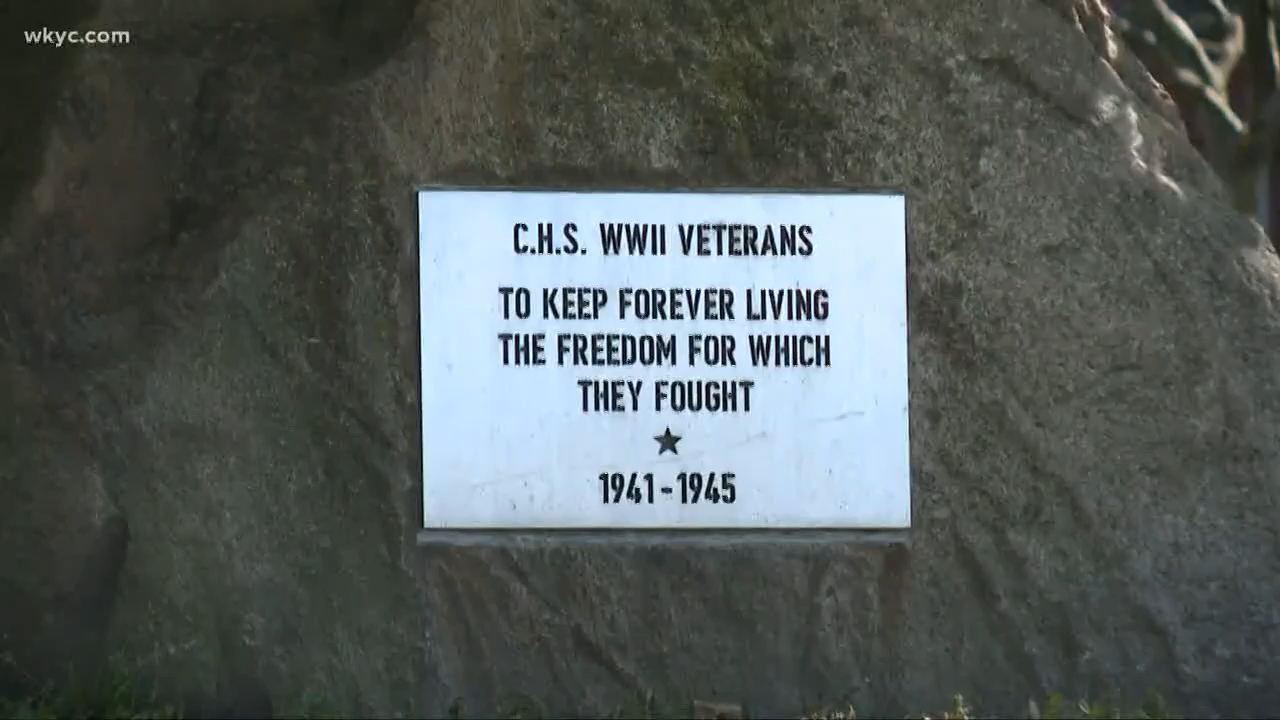 wkyc.com
C.H.S. WWII VETERANS
TO KEEP FOREVER LIVING
THE FREEDOM FOR WHICH
THEY FOUGHT
★
1941-1945